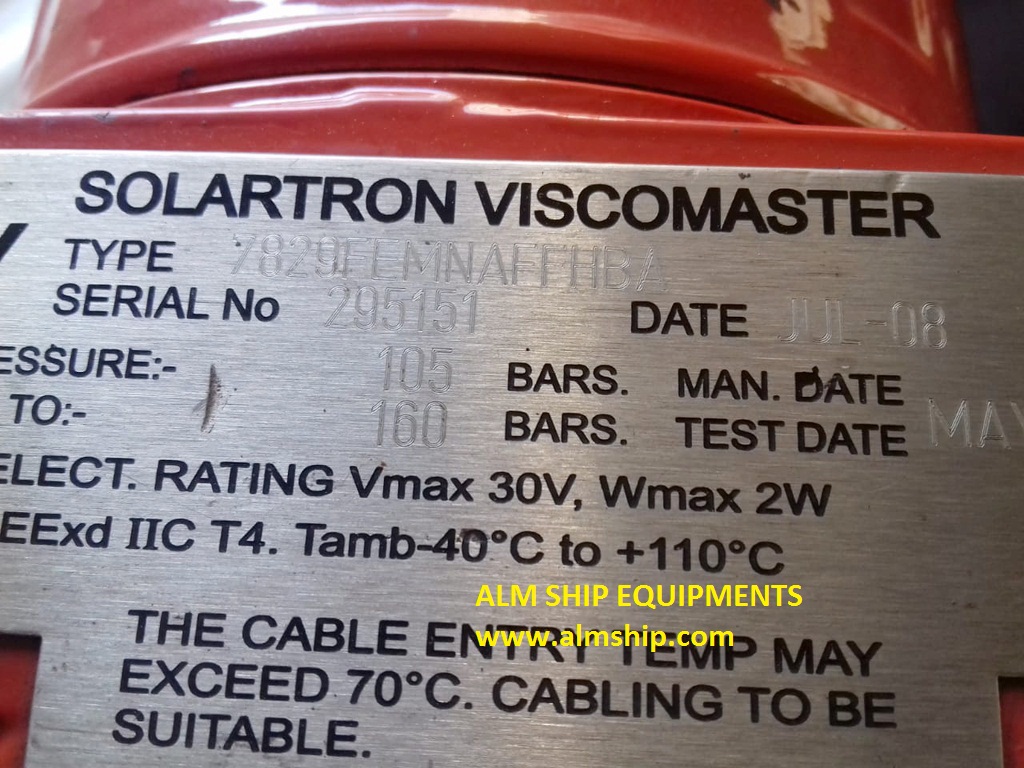 SOLARTRON VISCOMASTER
TYPE 7829FEMNAFFHBA
SERIAL No 295151 DATE JUL-08
ESSURE:- 105 BARS. MAN. DATE
TO:- 160 BARS. TEST DATE MAY
ELECT. RATING Vmax 30V, Wmax 2W
EExd IIC T4. Tamb-40°C to +110°C
ALM SHIP EQUIPMENTS
www.almship.com
THE CABLE ENTRY TEMP MAY
EXCEED 70°C. CABLING TO BE
SUITABLE.